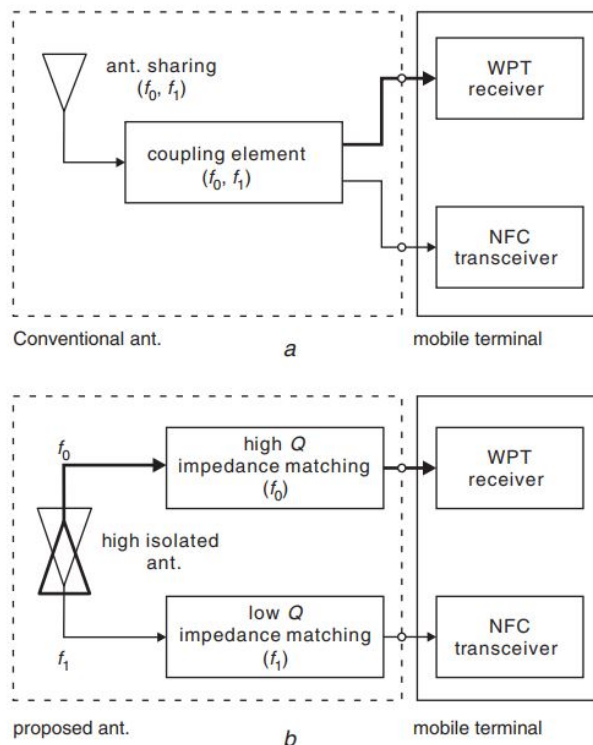 ant. sharing
(f0, f1)
coupling element
(f0, f1)
WPT
receiver
NFC
transceiver
Conventional ant.
a
mobile terminal
f0
high Q
impedance matching
(f0)
WPT
receiver
high isolated
ant.
low Q
impedance matching
(f1)
f1
NFC
transceiver
proposed ant.
b
mobile terminal